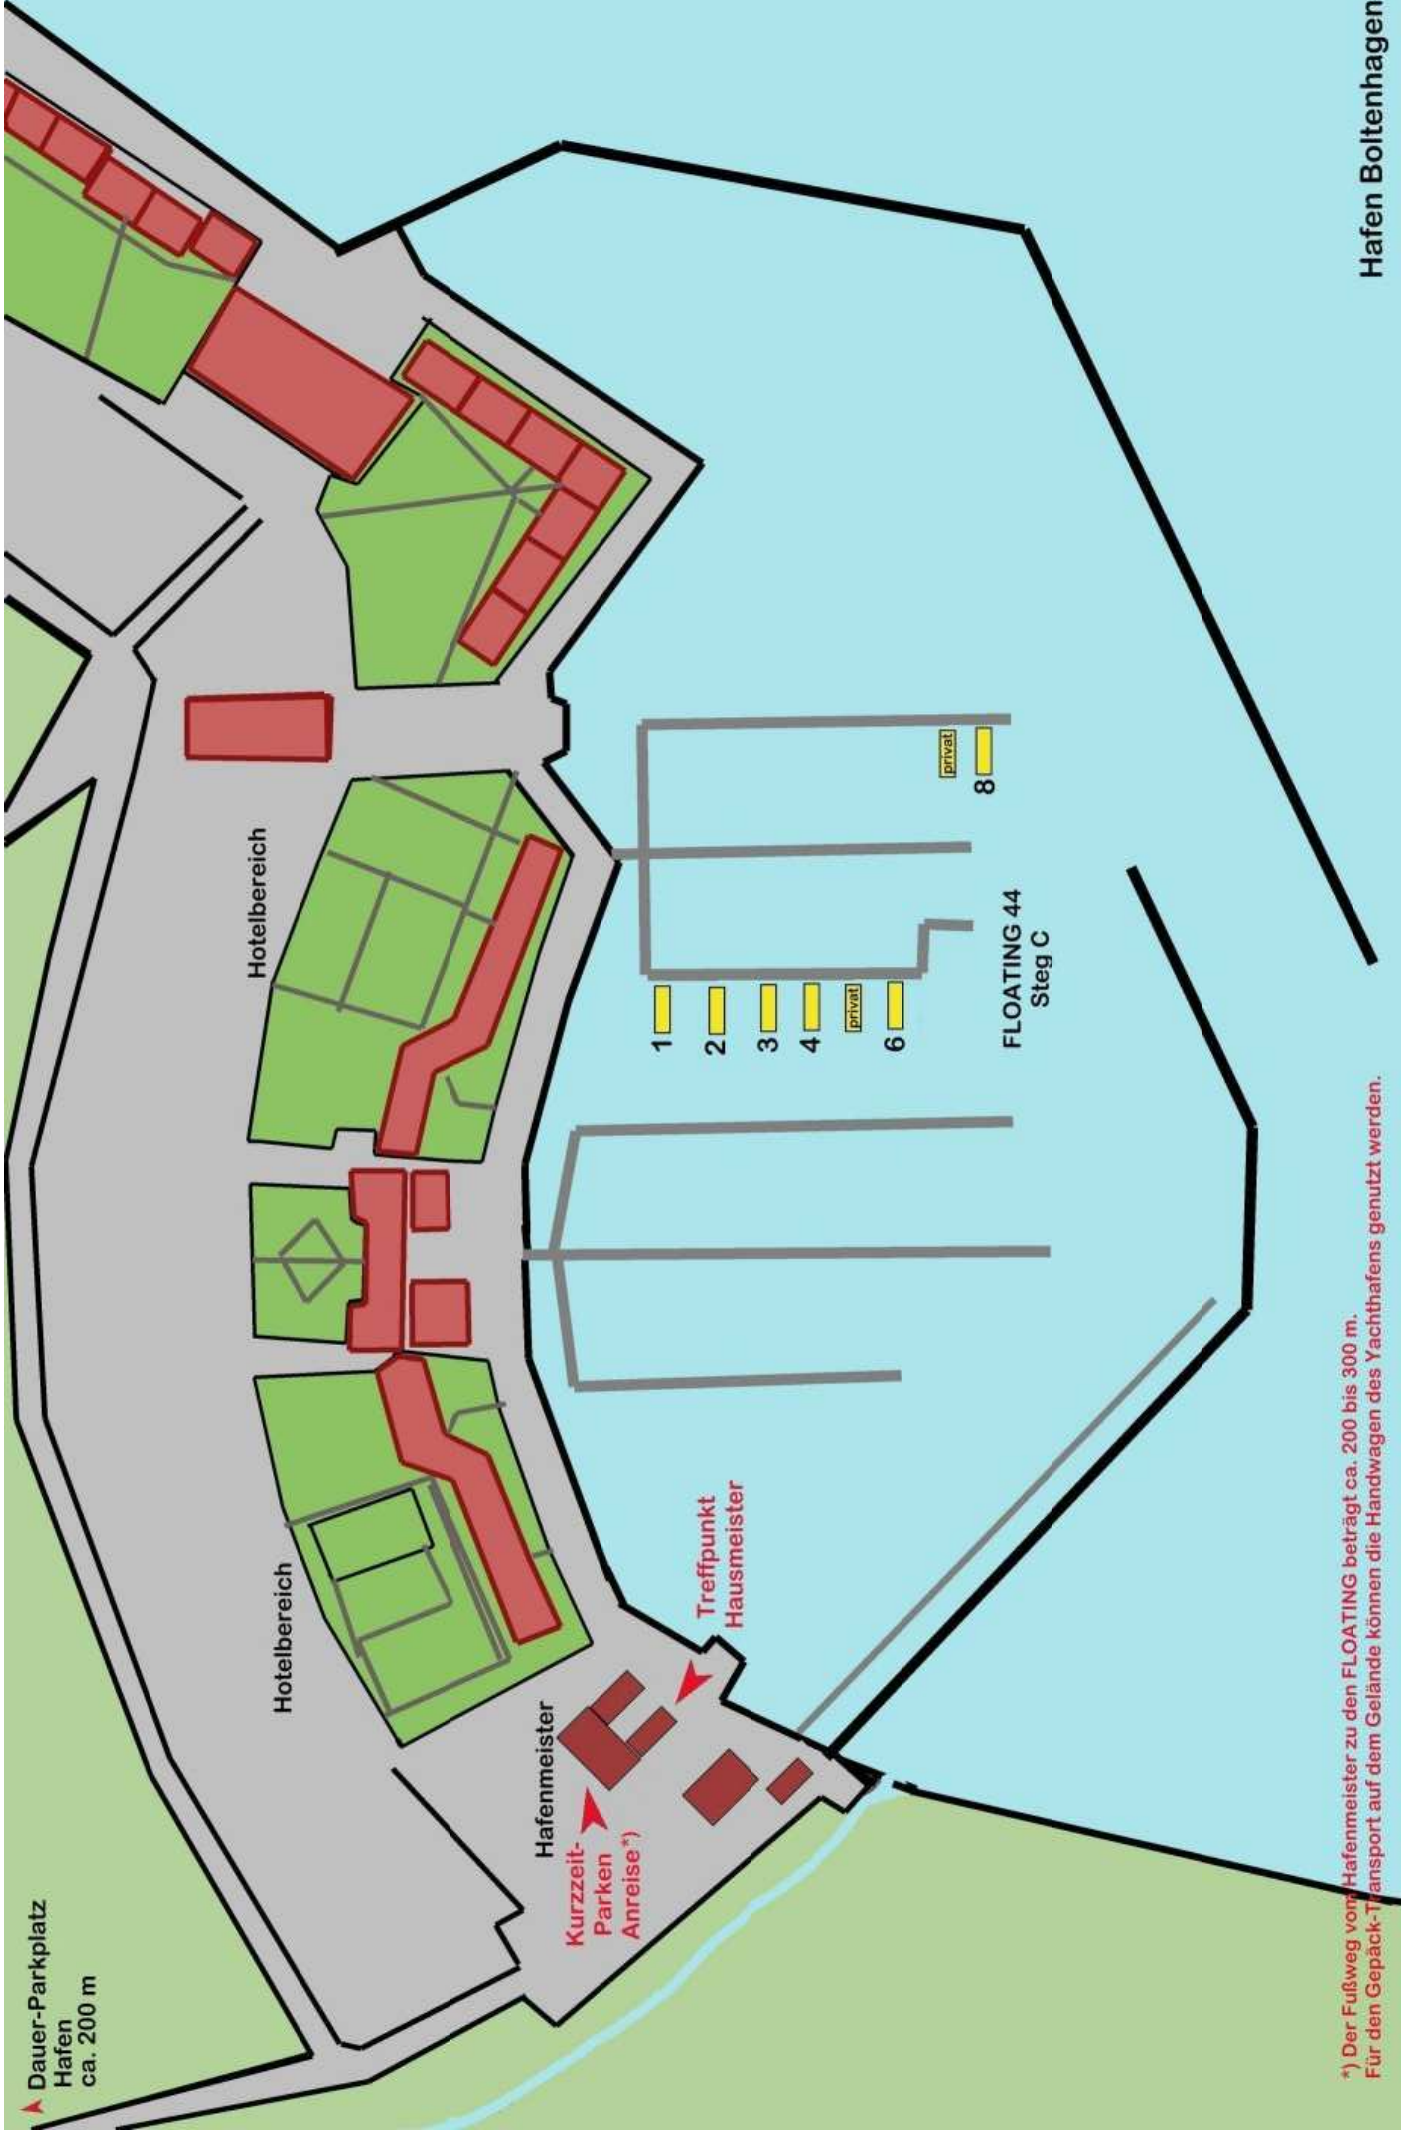 Dauer-Parkplatz
Hafen
ca. 200 m
Hotelbereich
Hotelbereich
Hafenmeister
Kurzzeit-
Parken
Anreise*)
Treffpunkt
Hausmeister
1
2
3
4
privat
6
privat
8
FLOATING 44
Steg C
*) Der Fußweg vom Hafenmeister zu den FLOATING beträgt ca. 200 bis 300 m.
Für den Gepäck-Transport auf dem Gelände können die Handwagen des Yachthafens genutzt werden.
Hafen Boltenhagen